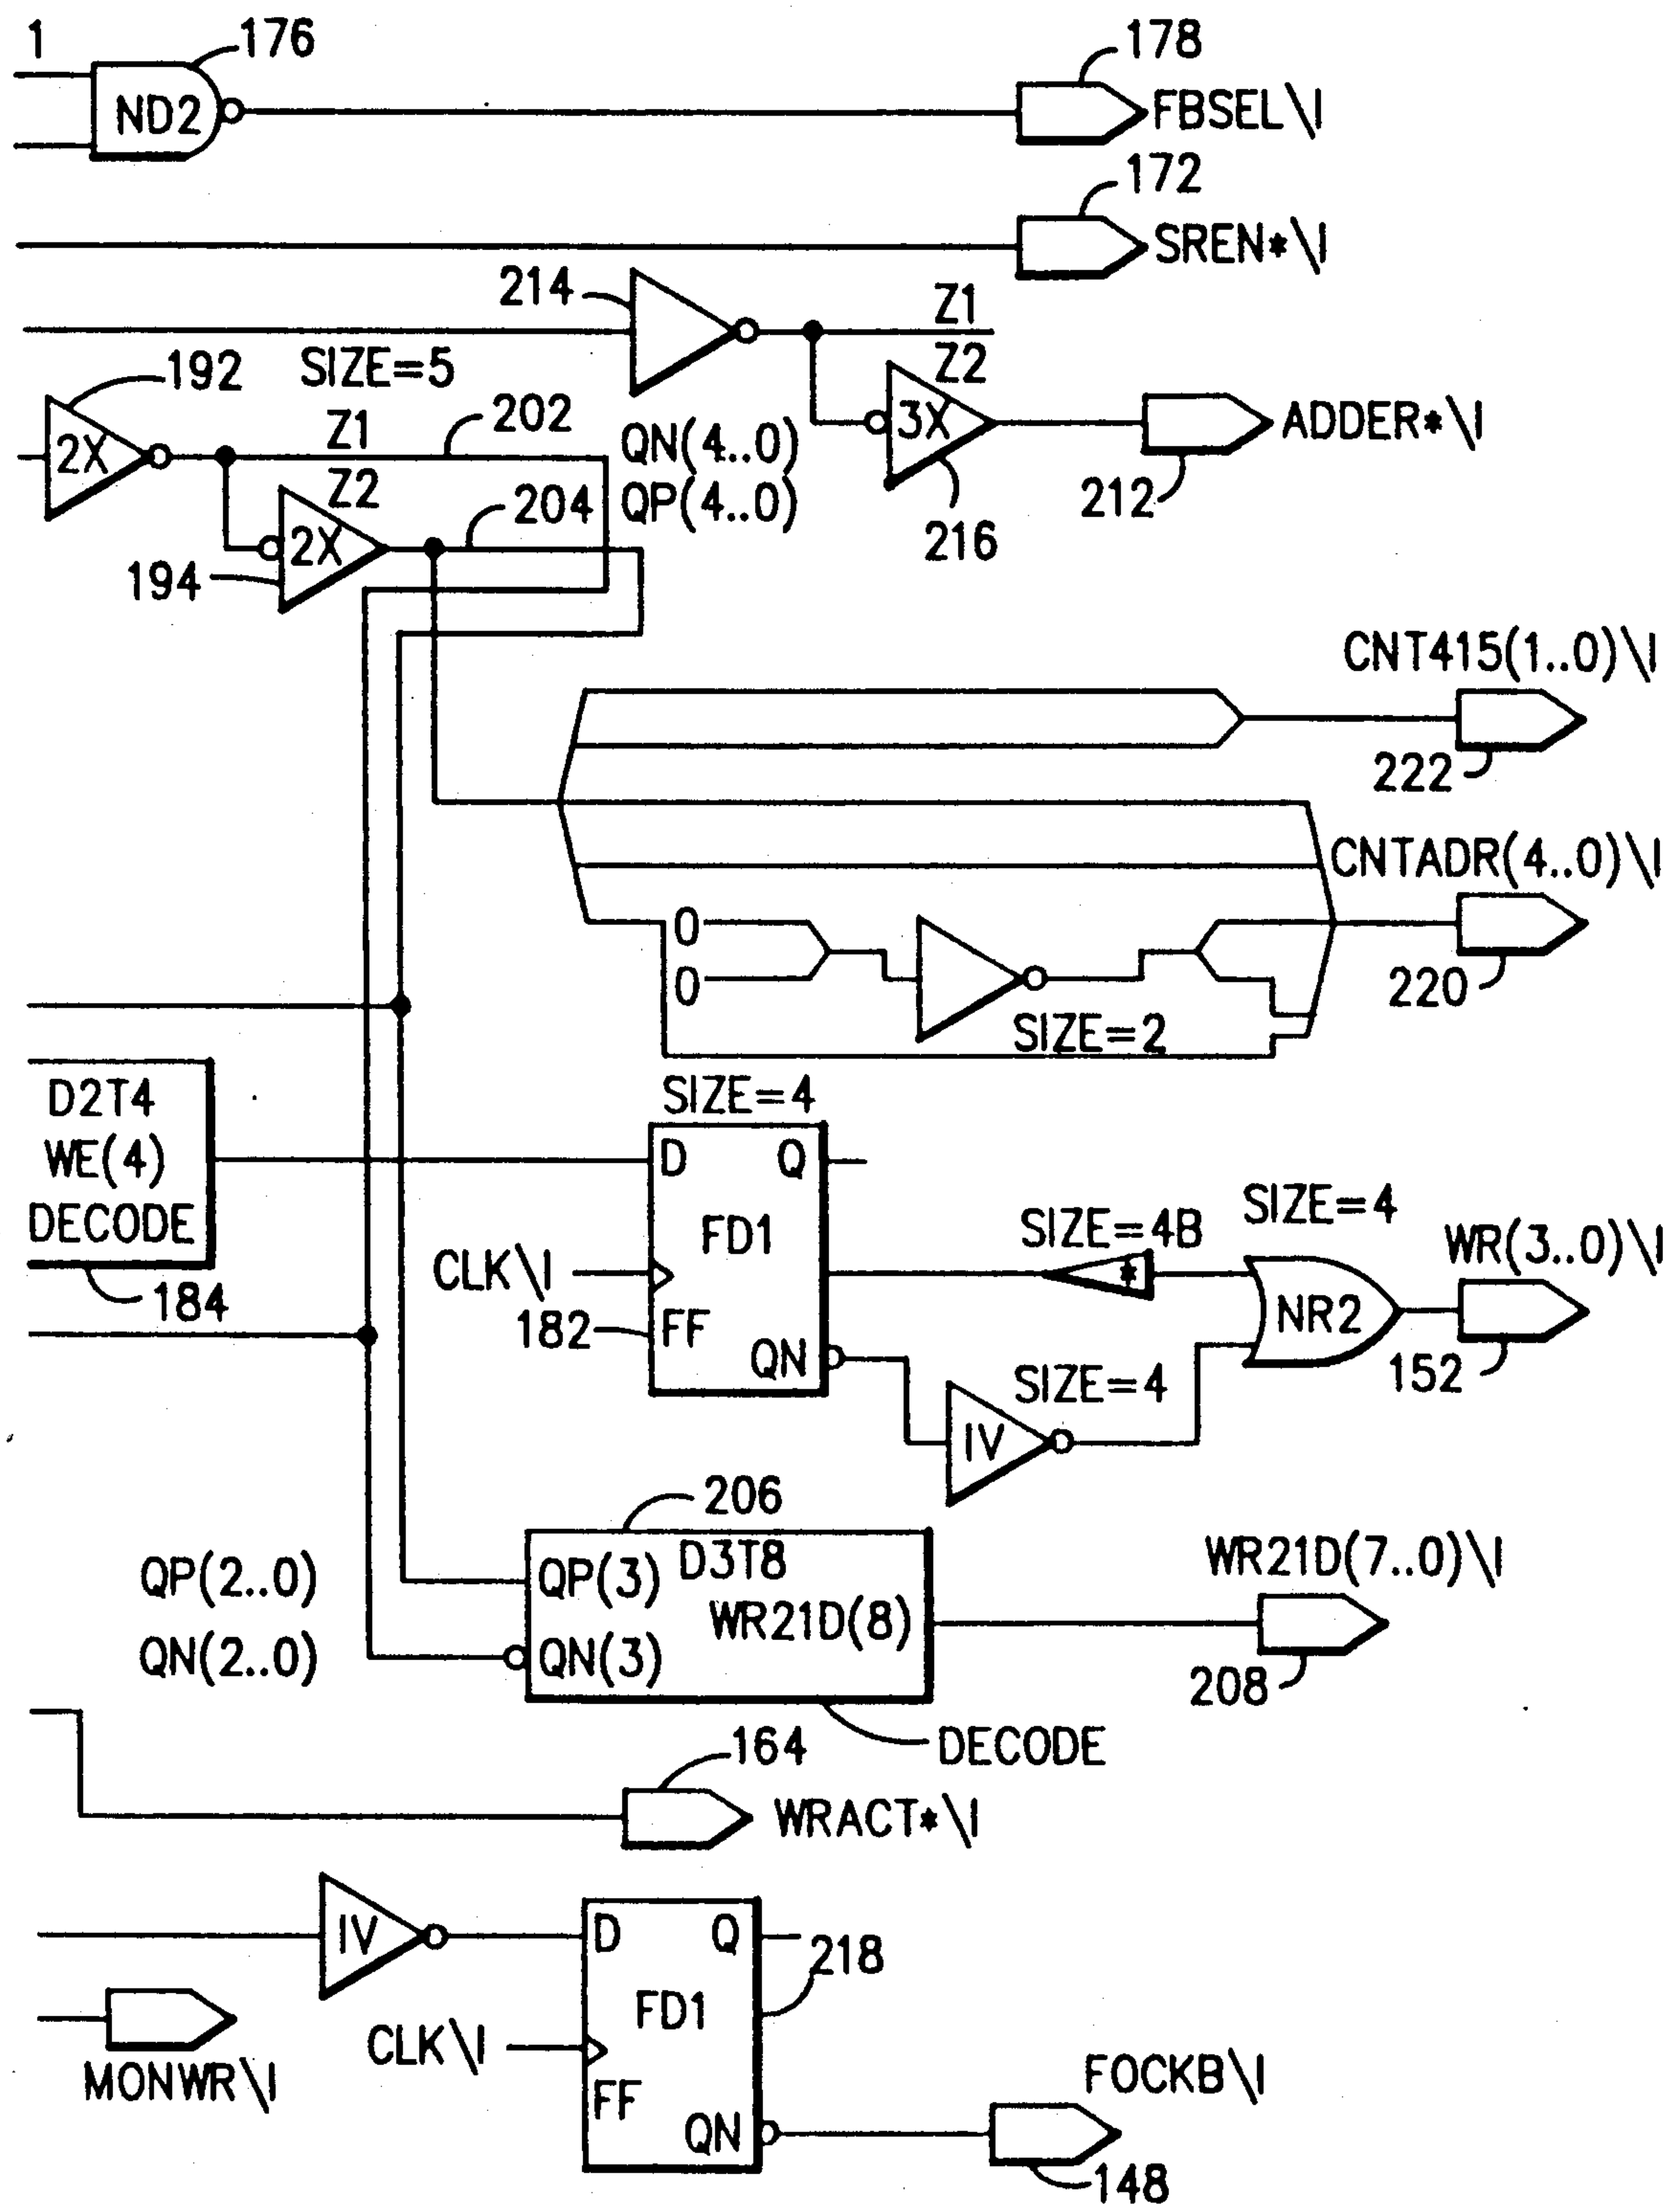 1
176
ND2
178
FBSEL\I
172
SREN*\I
214
Z1
Z2
192
SIZE=5
2X
Z1
202
QN(4..0)
3X
ADDER*\I
Z2
204
QP(4..0)
212
216
2X
194
CNT415(1..0)\I
222
CNTADR(4..0)\I
0
0
220
SIZE=2
D2T4
WE(4)
DECODE
184
SIZE=4
D Q
FD1
CLK\I
182
FF
QN
SIZE=4B
*
SIZE=4
WR(3..0)\I
NR2
152
SIZE=4
IV
206
QP(2..0)
QP(3)
D3T8
WR21D(8)
WR21D(7..0)\I
QN(2..0)
QN(3)
208
DECODE
164
WRACT*\I
IV
D Q
218
FD1
MONWR\I
CLK\I
FF
QN
FOCKB\I
148